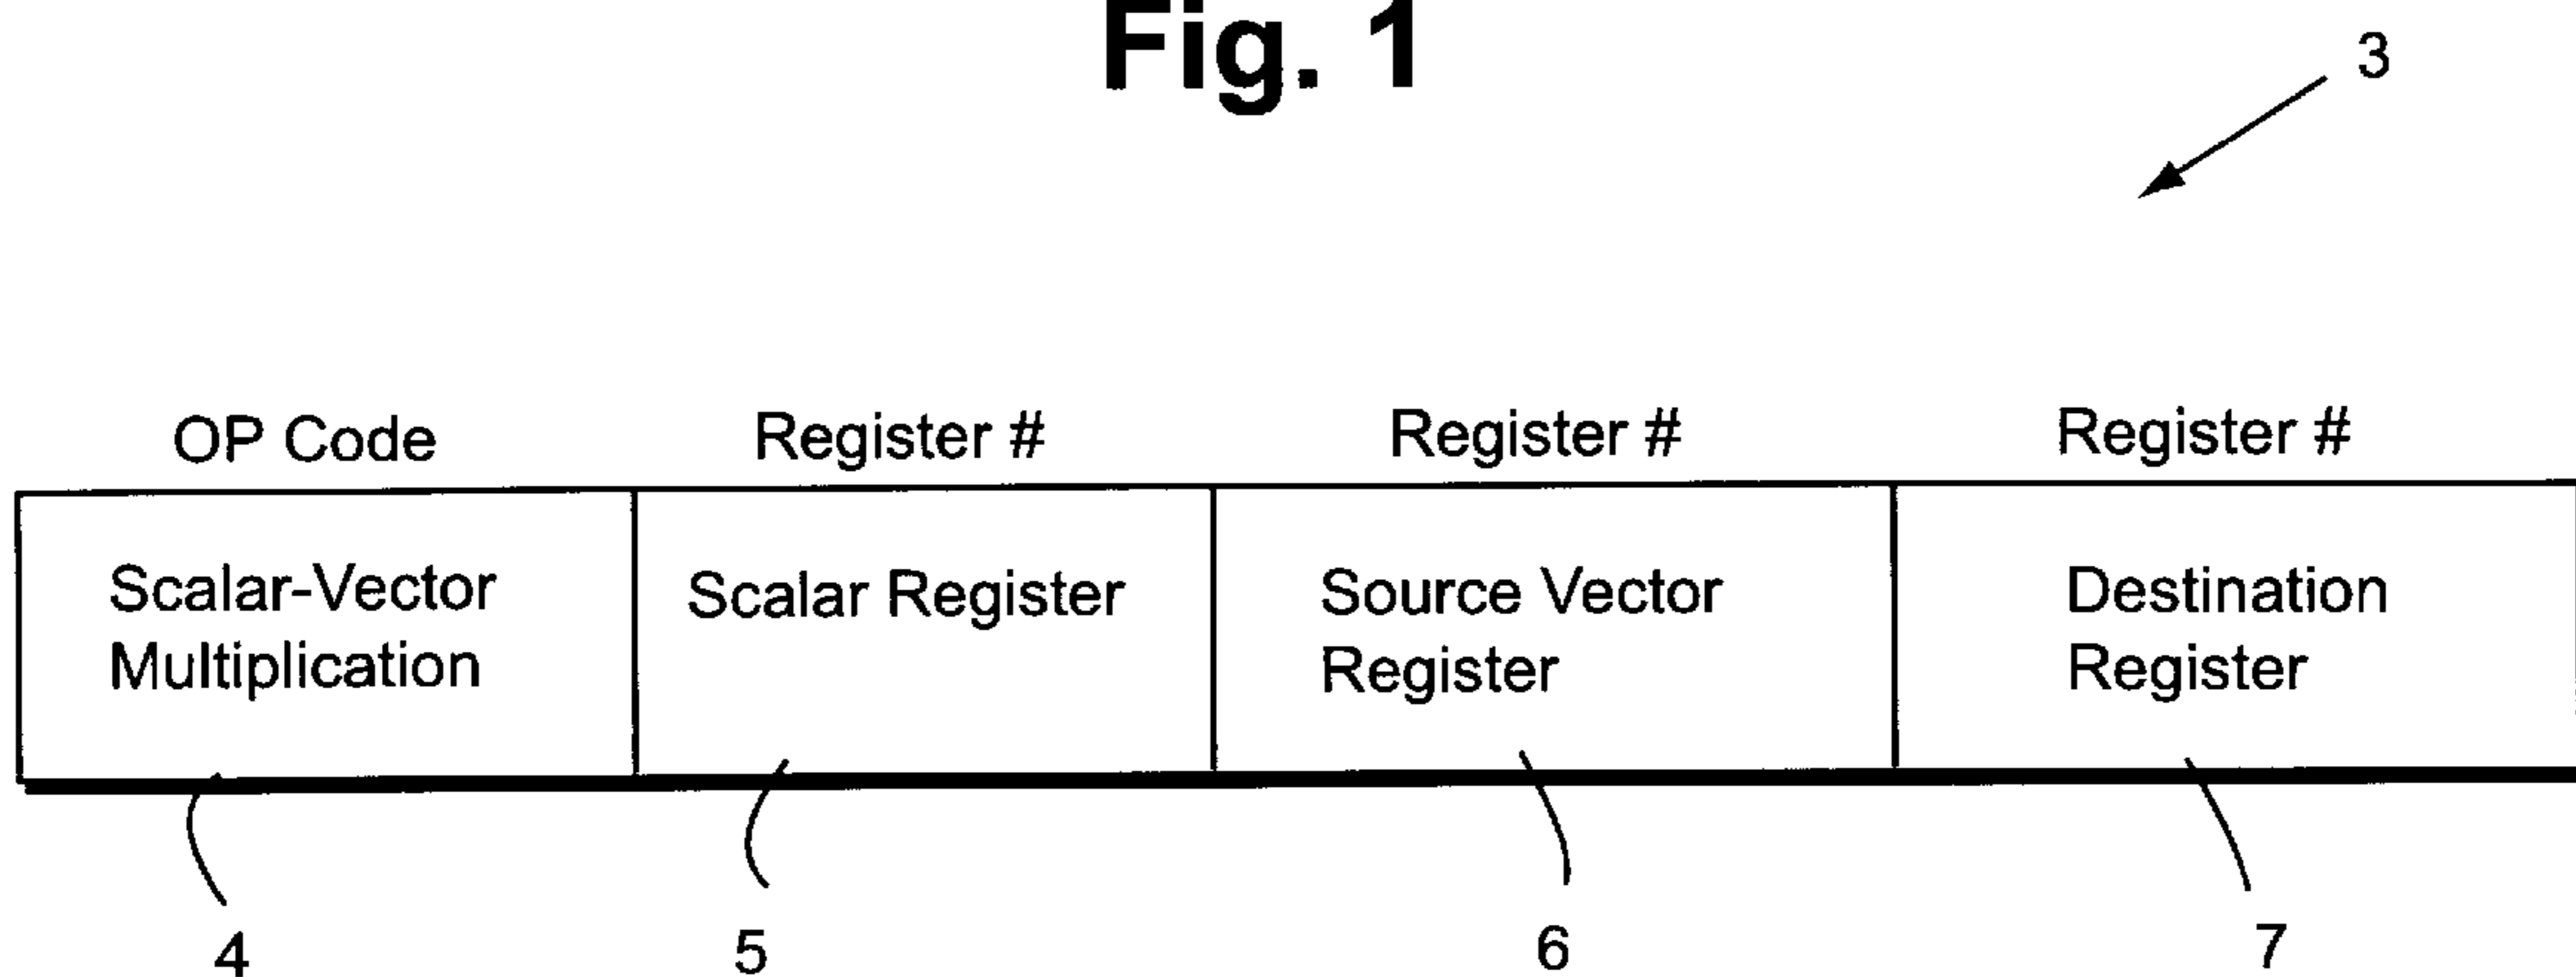 Fig. 1
3
OP Code
Register #
Register #
Register #
Scalar-Vector
Multiplication
Scalar Register
Source Vector
Register
Destination
Register
4
5
6
7